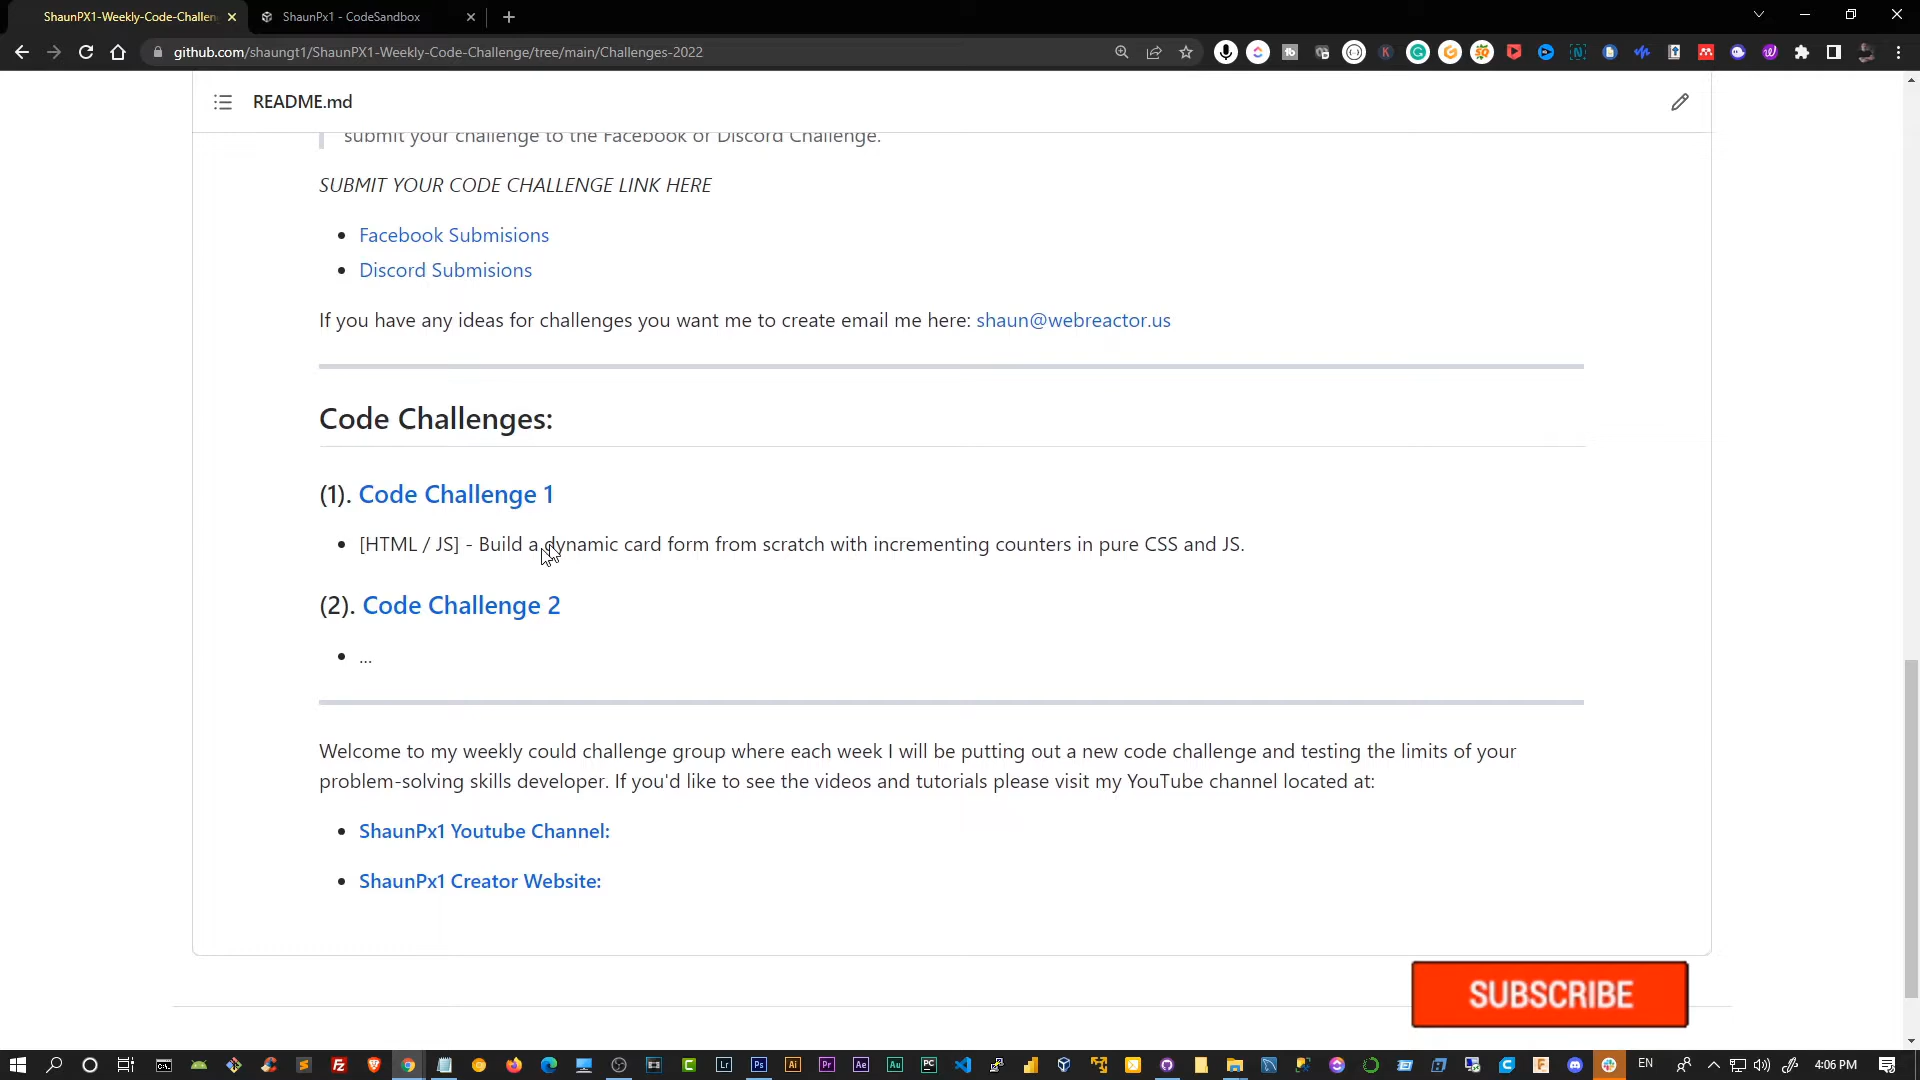 ShaunPX1-Weekly-Code-Challen
ShaunPx1 - CodeSandbox
github.com/shaungt1/ShaunPX1-Weekly-Code-Challenge/tree/main/Challenges-2022
README.md
submit your challenge to the Facebook or Discord Challenge.
SUBMIT YOUR CODE CHALLENGE LINK HERE
Facebook Submisions
Discord Submisions
If you have any ideas for challenges you want me to create email me here: shaun@webreactor.us
Code Challenges:
(1). Code Challenge 1
[HTML / JS] - Build a dynamic card form from scratch with incrementing counters in pure CSS and JS.
(2). Code Challenge 2
...
Welcome to my weekly could challenge group where each week I will be putting out a new code challenge and testing the limits of your
problem-solving skills developer. If you'd like to see the videos and tutorials please visit my YouTube channel located at:
ShaunPx1 Youtube Channel:
ShaunPx1 Creator Website:
SUBSCRIBE
EN
4:06 PM